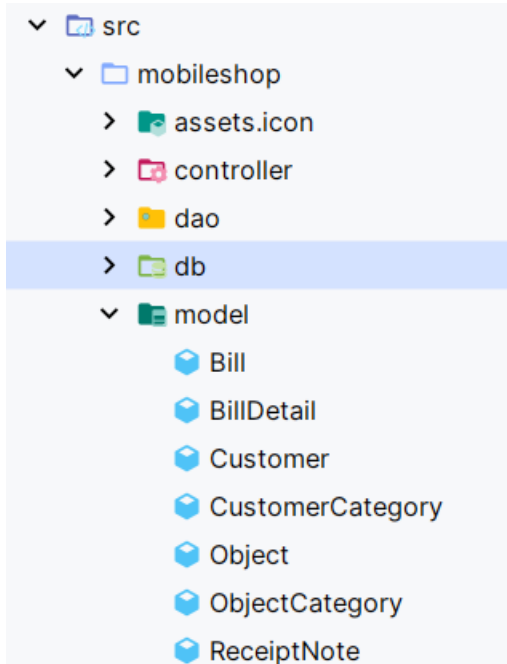 src
mobileshop
assets.icon
controller
dao
db
model
Bill
BillDetail
Customer
CustomerCategory
Object
ObjectCategory
ReceiptNote